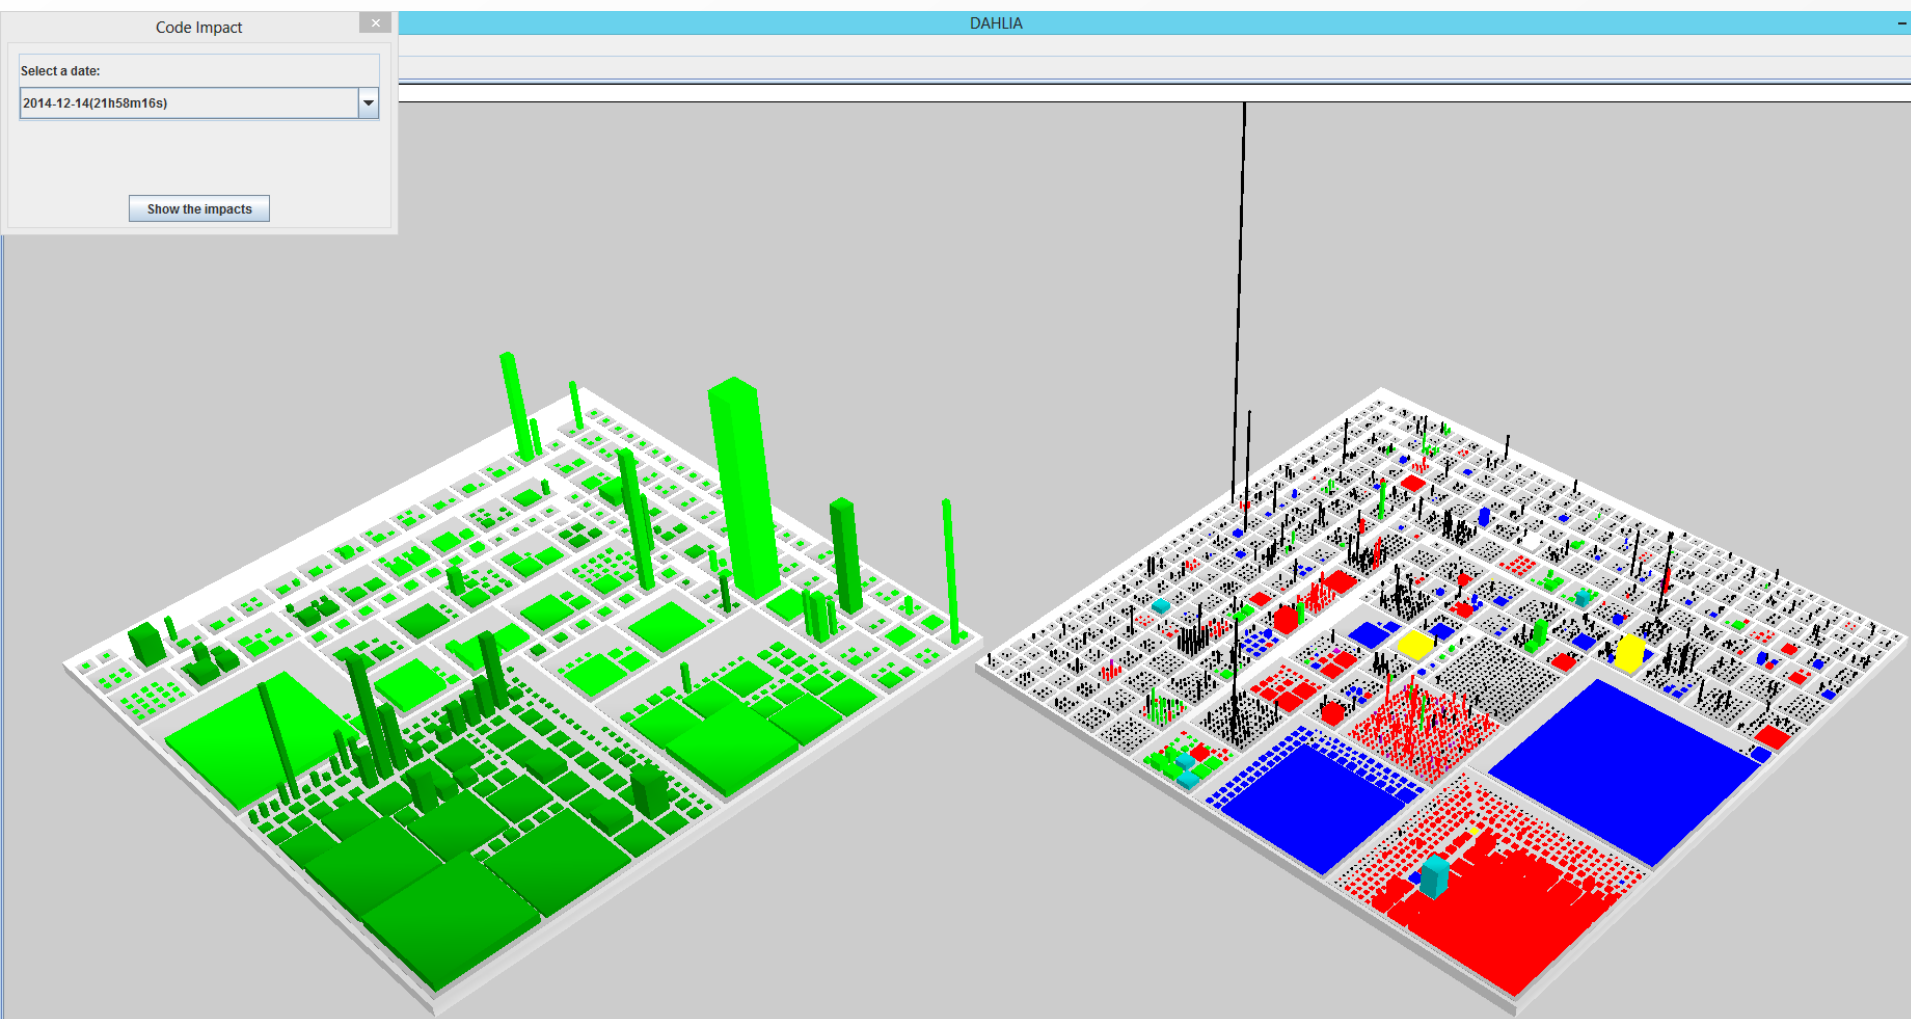 Code Impact
DAHLIA
Select a date:
2014-12-14(21h58m16s)
Show the impacts